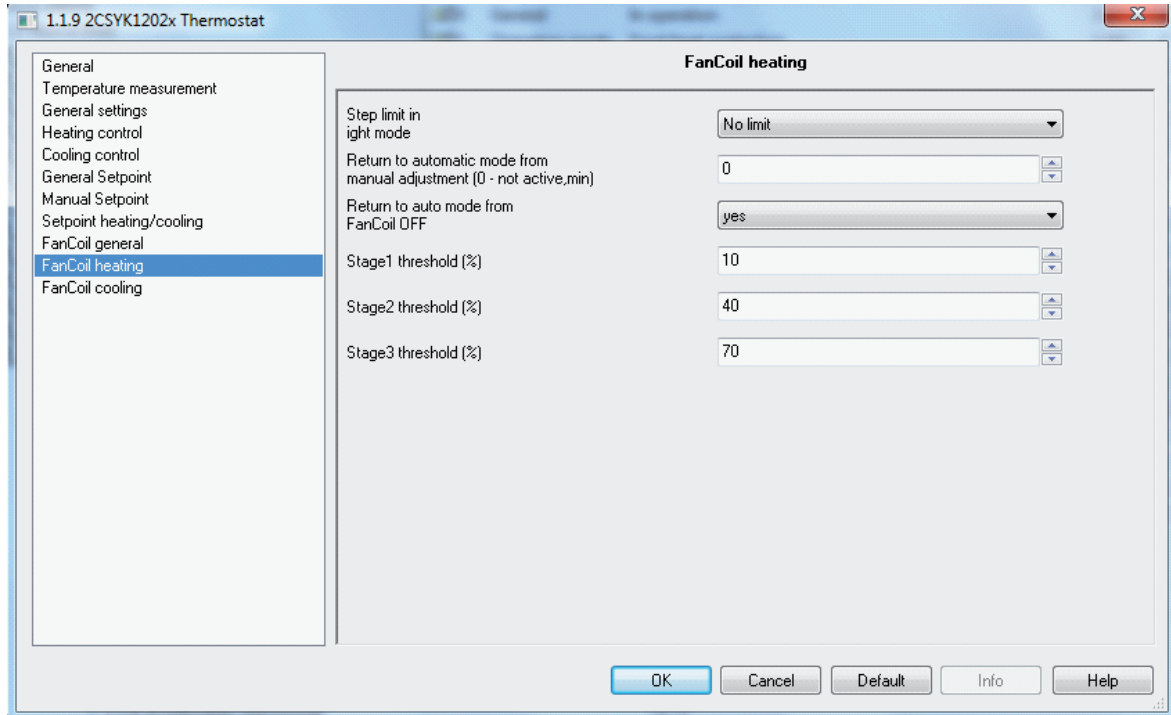 1.1.9 2CSYK1202x Thermostat
General
Temperature measurement
General settings
Heating control
Cooling control
General Setpoint
Manual Setpoint
Setpoint heating/cooling
FanCoil general
FanCoil heating
FanCoil cooling
FanCoil heating
Step limit in
ight mode
No limit
Return to automatic mode from
manual adjustment (0 - not active,min)
0
Return to auto mode from
FanCoil OFF
yes
Stage1 threshold (%)
10
Stage2 threshold (%)
40
Stage3 threshold (%)
70
OK
Cancel
Default
Info
Help